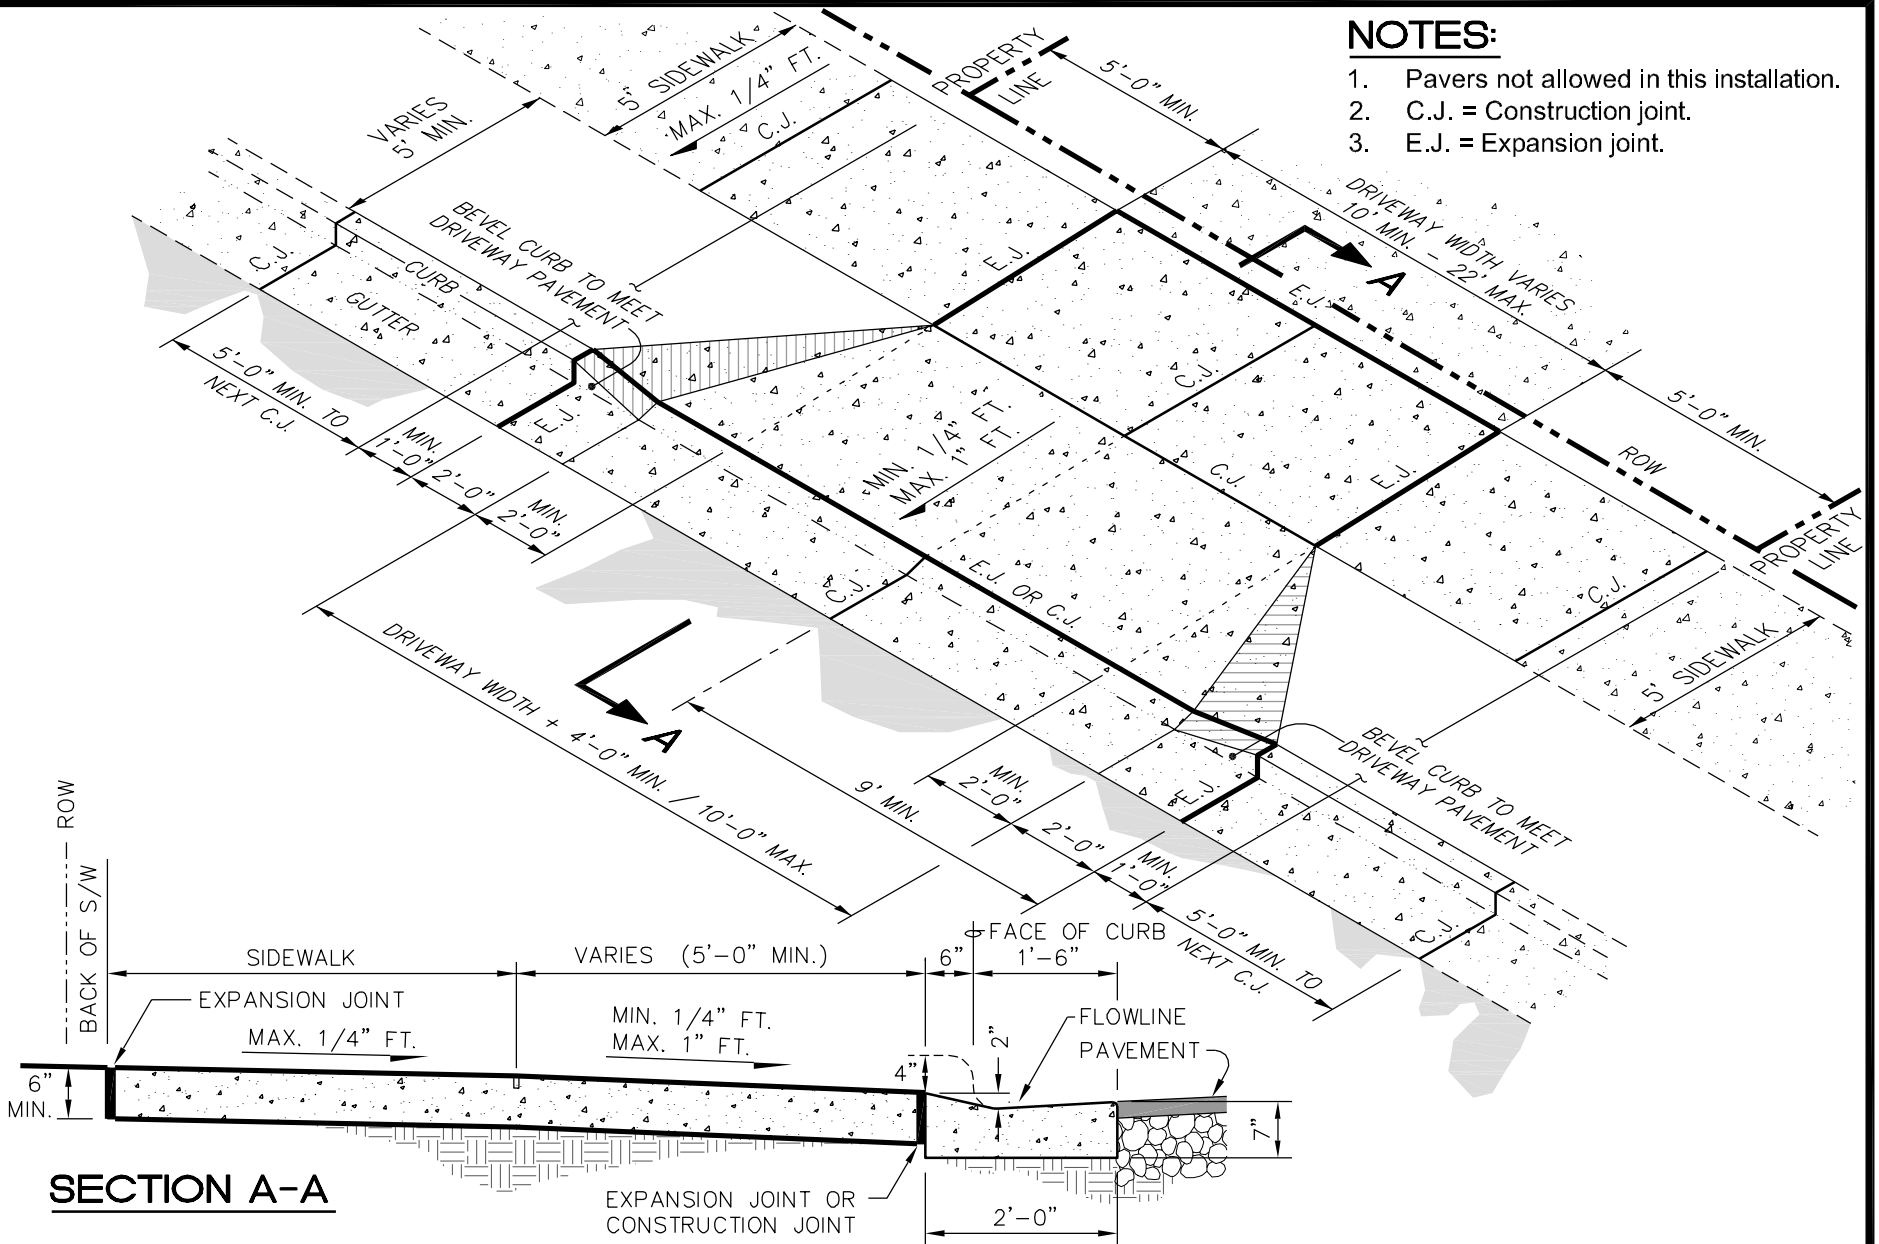 NOTES:
1. Pavers not allowed in this installation.
2. C.J. = Construction joint.
3. E.J. = Expansion joint.
PROPERTY
LINE
5'-0" MIN.
5' SIDEWALK
MAX. 1/4" FT.
C.J.
VARIES
5' MIN.
DRIVEWAY WIDTH VARIES
10' MIN. - 22' MAX.
A
BEVEL CURB TO MEET
DRIVEWAY PAVEMENT
E.J.
E.J.
C.J.
CURB
GUTTER
5'-0" MIN. TO
NEXT C.J.
MIN.
1'-0"
2'-0"
MIN.
2'-0"
E.J.
C.J.
MIN. 1/4" FT.
MAX. 1" FT.
C.J.
E.J.
5'-0" MIN.
ROW
PROPERTY
LINE
C.J.
E.J. OR C.J.
C.J.
5' SIDEWALK
DRIVEWAY WIDTH + 4'-0" MIN. / 10'-0" MAX.
A
9' MIN.
MIN.
2'-0"
2'-0"
MIN.
1'-0"
E.J.
BEVEL CURB TO MEET
DRIVEWAY PAVEMENT
5'-0" MIN. TO
NEXT C.J.
C.J.
ROW
BACK OF S/W
SIDEWALK
VARIES (5'-0" MIN.)
6"
FACE OF CURB
1'-6"
EXPANSION JOINT
MAX. 1/4" FT.
MIN. 1/4" FT.
MAX. 1" FT.
2"
FLOWLINE
PAVEMENT
4"
6"
MIN.
7"
SECTION A-A
EXPANSION JOINT OR
CONSTRUCTION JOINT
2'-0"